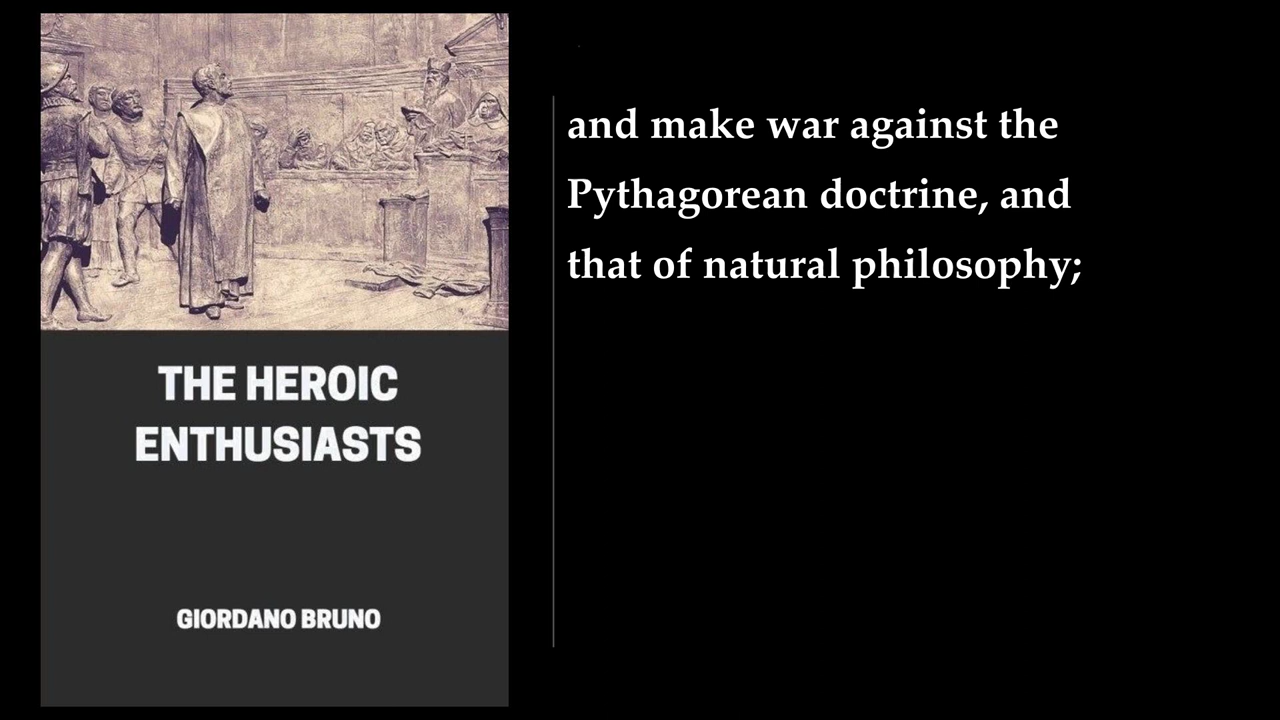 and make war against the
Pythagorean doctrine, and
that of natural philosophy;
THE HEROIC
ENTHUSIASTS
GIORDANO BRUNO